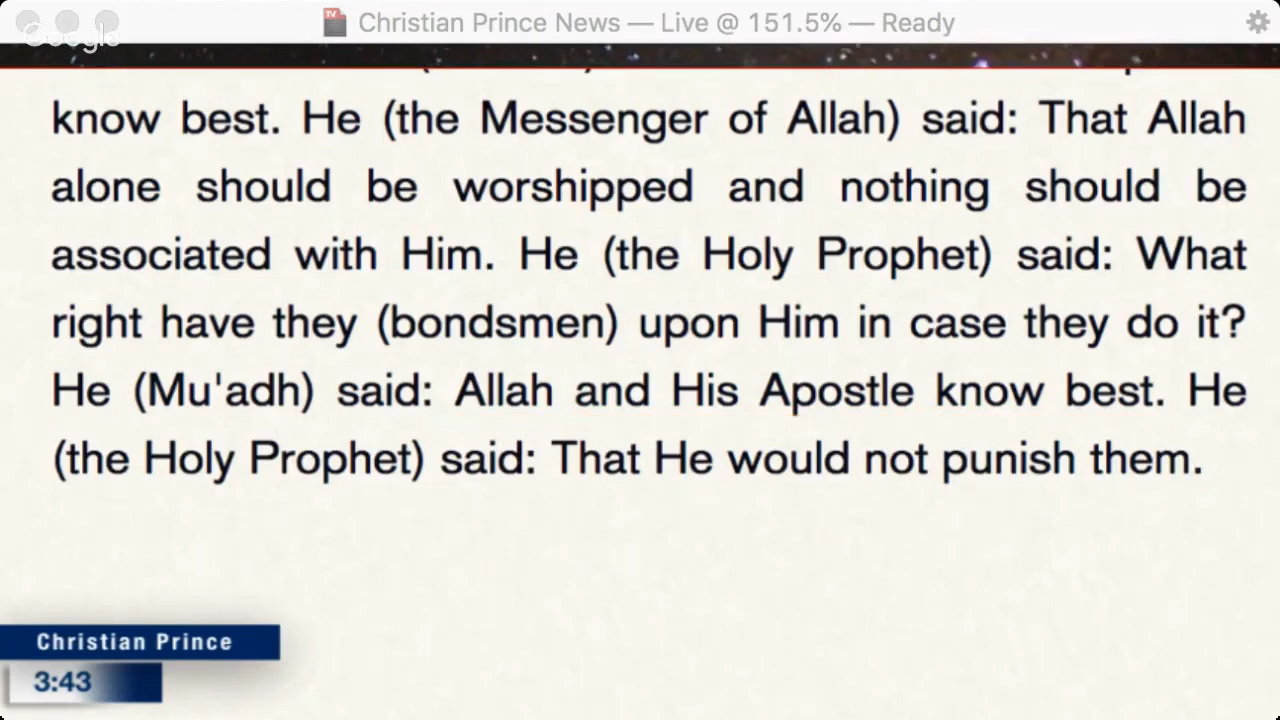 Christian Prince News — Live @ 151.5% — Ready
Google
know best. He (the Messenger of Allah) said: That Allah
alone should be worshipped and nothing should be
associated with Him. He (the Holy Prophet) said: What
right have they (bondsmen) upon Him in case they do it?
He (Mu'adh) said: Allah and His Apostle know best. He
(the Holy Prophet) said: That He would not punish them.
Christian Prince
3:43